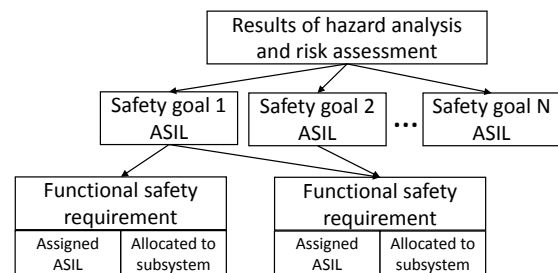 Results of hazard analysis
and risk assessment
Safety goal 1
ASIL
Safety goal 2
ASIL
...
Safety goal N
ASIL
Functional safety
requirement
Assigned
ASIL
Allocated to
subsystem
Functional safety
requirement
Assigned
ASIL
Allocated to
subsystem